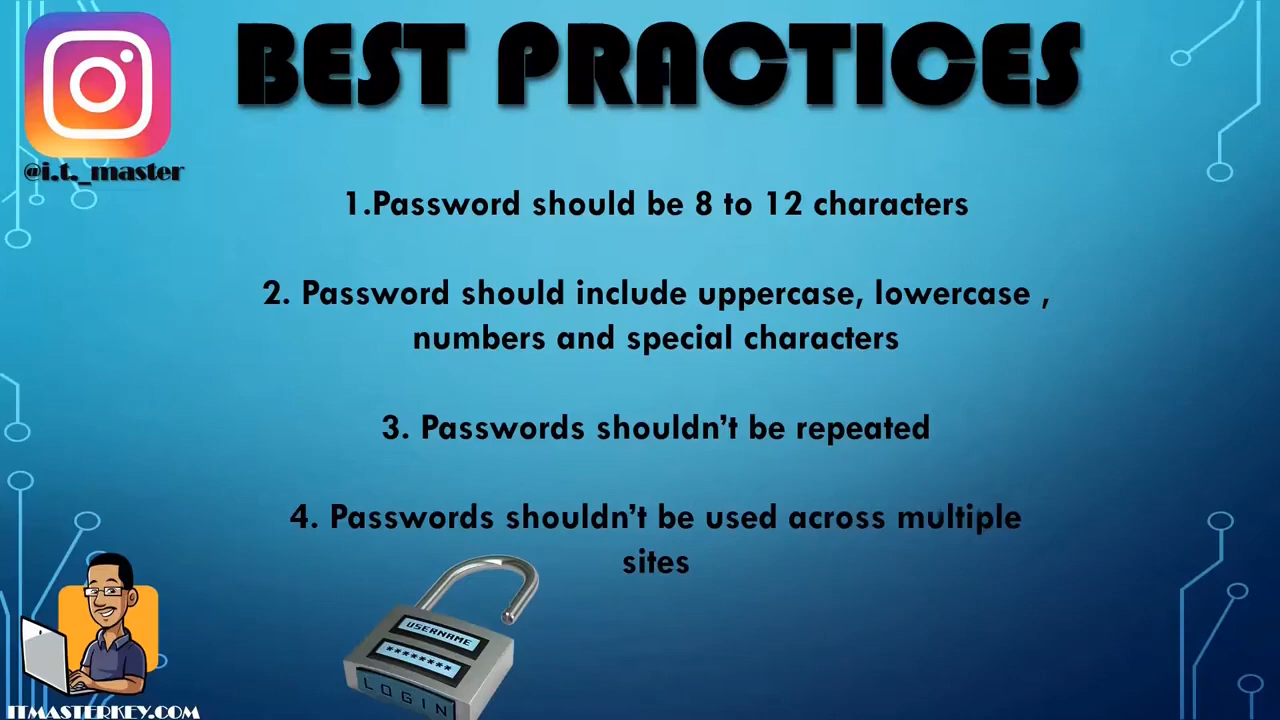 BEST PRACTICES
@i.t._master
1.Password should be 8 to 12 characters
2. Password should include uppercase, lowercase ,
numbers and special characters
3. Passwords shouldn't be repeated
4. Passwords shouldn't be used across multiple
sites
USERNAME
********
LOGIN
ITMASTERKEY.COM